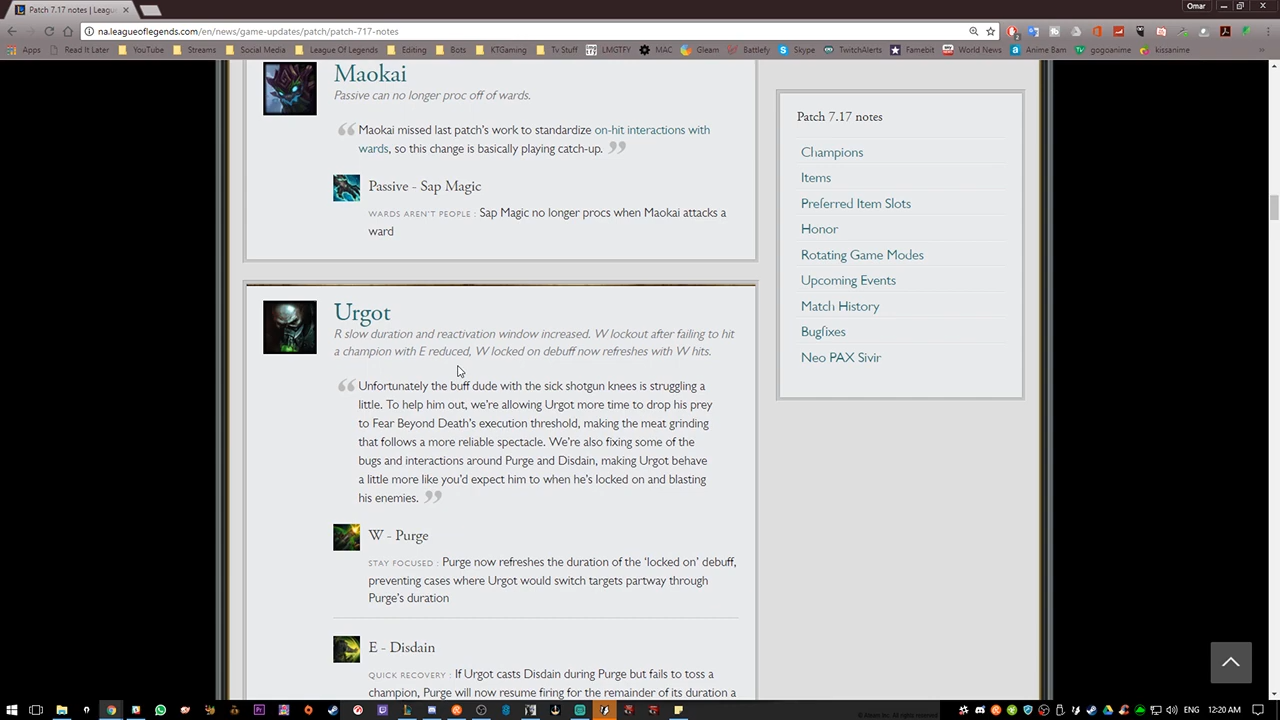 Patch 7.17 notes | Leagu
Omar
na.leagueoflegends.com/en/news/game-updates/patch/patch-717-notes
Apps Read It Later YouTube Streams Social Media League Of Legends Editing Bots KTGaming Tv Stuff LMGTFY MAC Gleam Battlefy Skype TwitchAlerts Famebit World News Anime Bam gogoanime kissanime
Maokai
Passive can no longer proc off of wards.
Maokai missed last patch's work to standardize on-hit interactions with
wards, so this change is basically playing catch-up.
Passive - Sap Magic
WARDS AREN'T PEOPLE : Sap Magic no longer procs when Maokai attacks a
ward
Urgot
R slow duration and reactivation window increased. W lockout after failing to hit
a champion with E reduced, W locked on debuff now refreshes with W hits.
Unfortunately the buff dude with the sick shotgun knees is struggling a
little. To help him out, we're allowing Urgot more time to drop his prey
to Fear Beyond Death's execution threshold, making the meat grinding
that follows a more reliable spectacle. We're also fixing some of the
bugs and interactions around Purge and Disdain, making Urgot behave
a little more like you'd expect him to when he's locked on and blasting
his enemies.
W - Purge
STAY FOCUSED : Purge now refreshes the duration of the 'locked on' debuff,
preventing cases where Urgot would switch targets partway through
Purge's duration
E - Disdain
QUICK RECOVERY : If Urgot casts Disdain during Purge but fails to toss a
champion, Purge will now resume firing for the remainder of its duration a
Patch 7.17 notes
Champions
Items
Preferred Item Slots
Honor
Rotating Game Modes
Upcoming Events
Match History
Bugfixes
Neo PAX Sivir
ENG 12:20 AM